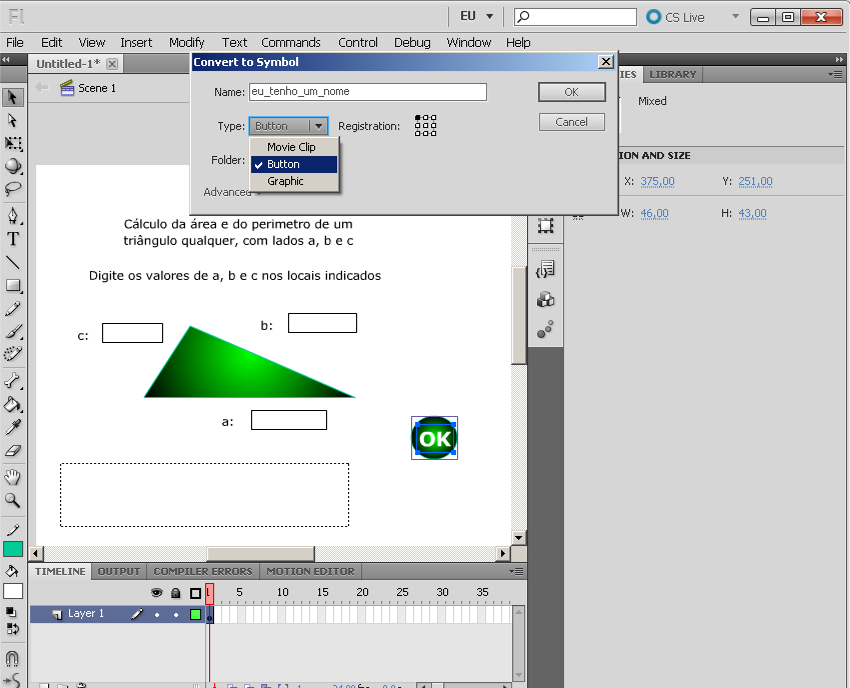 Fl
EU
CS Live
File Edit View Insert Modify Text Commands Control Debug Window Help
Untitled-1*
Scene 1
Convert to Symbol
Name: eu_tenho_um_nome
OK
Type: Button
Registration:
Cancel
Movie Clip
Button
Graphic
Folder:
Advanced
IES LIBRARY
Mixed
ION AND SIZE
X: 375,00 Y: 251,00
W: 46,00 H: 43,00
Cálculo da área e do perimetro de um
triângulo qualquer, com lados a, b e c
Digite os valores de a, b e c nos locais indicados
c:
b:
a:
OK
TIMELINE OUTPUT COMPILER ERRORS MOTION EDITOR
1 5 10 15 20 25 30 35
Layer 1